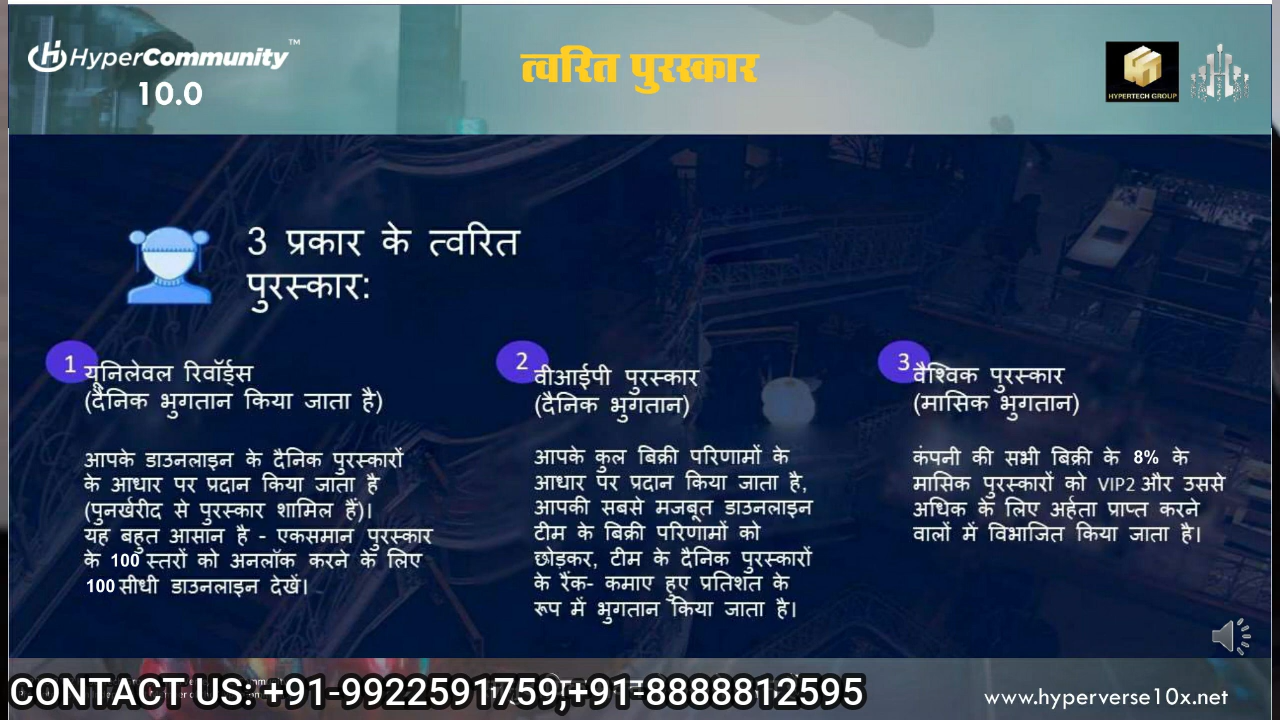 HyperCommunity™
10.0
त्वरित पुरस्कार
HYPERTECH GROUP
3 प्रकार के त्वरित
पुरस्कार:
1
यूनिलेवल रिवॉर्ड्स
(दैनिक भुगतान किया जाता है)
आपके डाउनलाइन के दैनिक पुरस्कारों
के आधार पर प्रदान किया जाता है
(पुनर्खरीद से पुरस्कार शामिल हैं)।
यह बहुत आसान है - एकसमान पुरस्कार
के 100 स्तरों को अनलॉक करने के लिए
100 सीधी डाउनलाइन देखें।
2
वीआईपी पुरस्कार
(दैनिक भुगतान)
आपके कुल बिक्री परिणामों के
आधार पर प्रदान किया जाता है,
आपकी सबसे मजबूत डाउनलाइन
टीम के बिक्री परिणामों को
छोड़कर, टीम के दैनिक पुरस्कारों
के रैंक- कमाए हुए प्रतिशत के
रूप में भुगतान किया जाता है।
3
वैश्विक पुरस्कार
(मासिक भुगतान)
कंपनी की सभी बिक्री के 8% के
मासिक पुरस्कारों को VIP2 और उससे
अधिक के लिए अर्हता प्राप्त करने
वालों में विभाजित किया जाता है।
CONTACT US: +91-9922591759,+91-8888812595
www.hyperverse10x.net